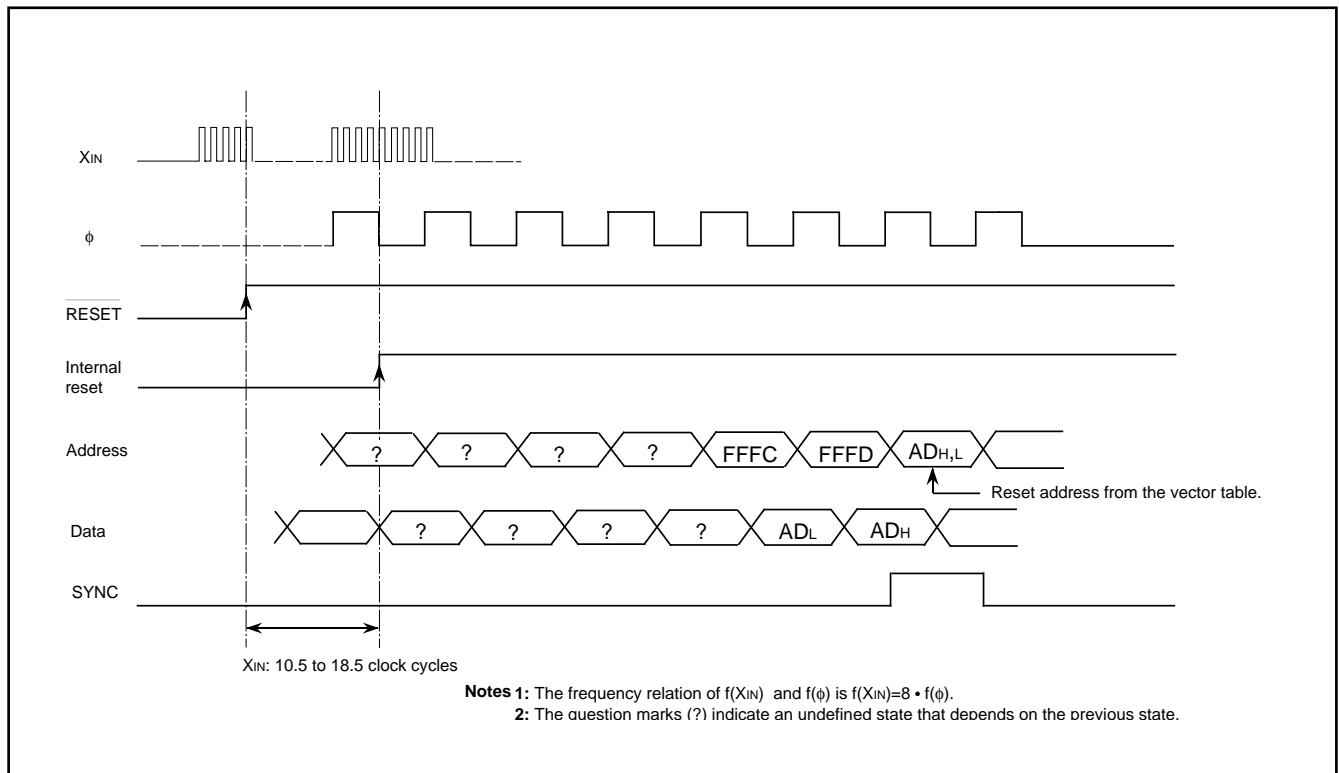 XIN
ϕ
RESET
Internal
reset
Address
? ? ? ? FFFC FFFD ADH,L
Reset address from the vector table.
Data
? ? ? ? ADL ADH
SYNC
XIN: 10.5 to 18.5 clock cycles
Notes 1: The frequency relation of f(XIN) and f(ϕ) is f(XIN)=8 • f(ϕ).
2: The question marks (?) indicate an undefined state that depends on the previous state.